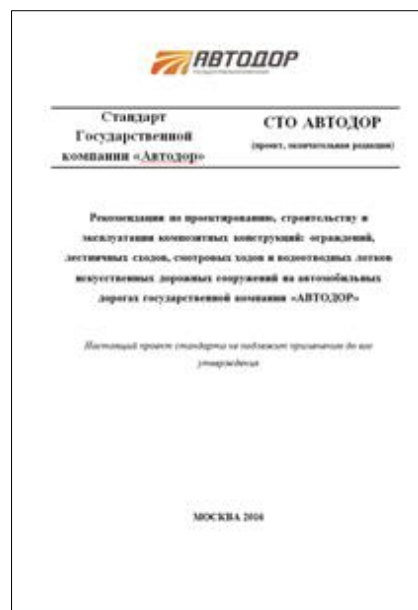 АВТОДОР
Стандарт
Государственной
компании «Автодор»
СТО АВТОДОР
(проект, окончательная редакция)
Рекомендации по проектированию, строительству и
эксплуатации композитных конструкций: ограждений,
лестничных сходов, смотровых ходов и водоотводных лотков
искусственных дорожных сооружений на автомобильных
дорогах государственной компании «АВТОДОР»
Настоящий проект стандарта не подлежит применению до его
утверждения
МОСКВА 2016